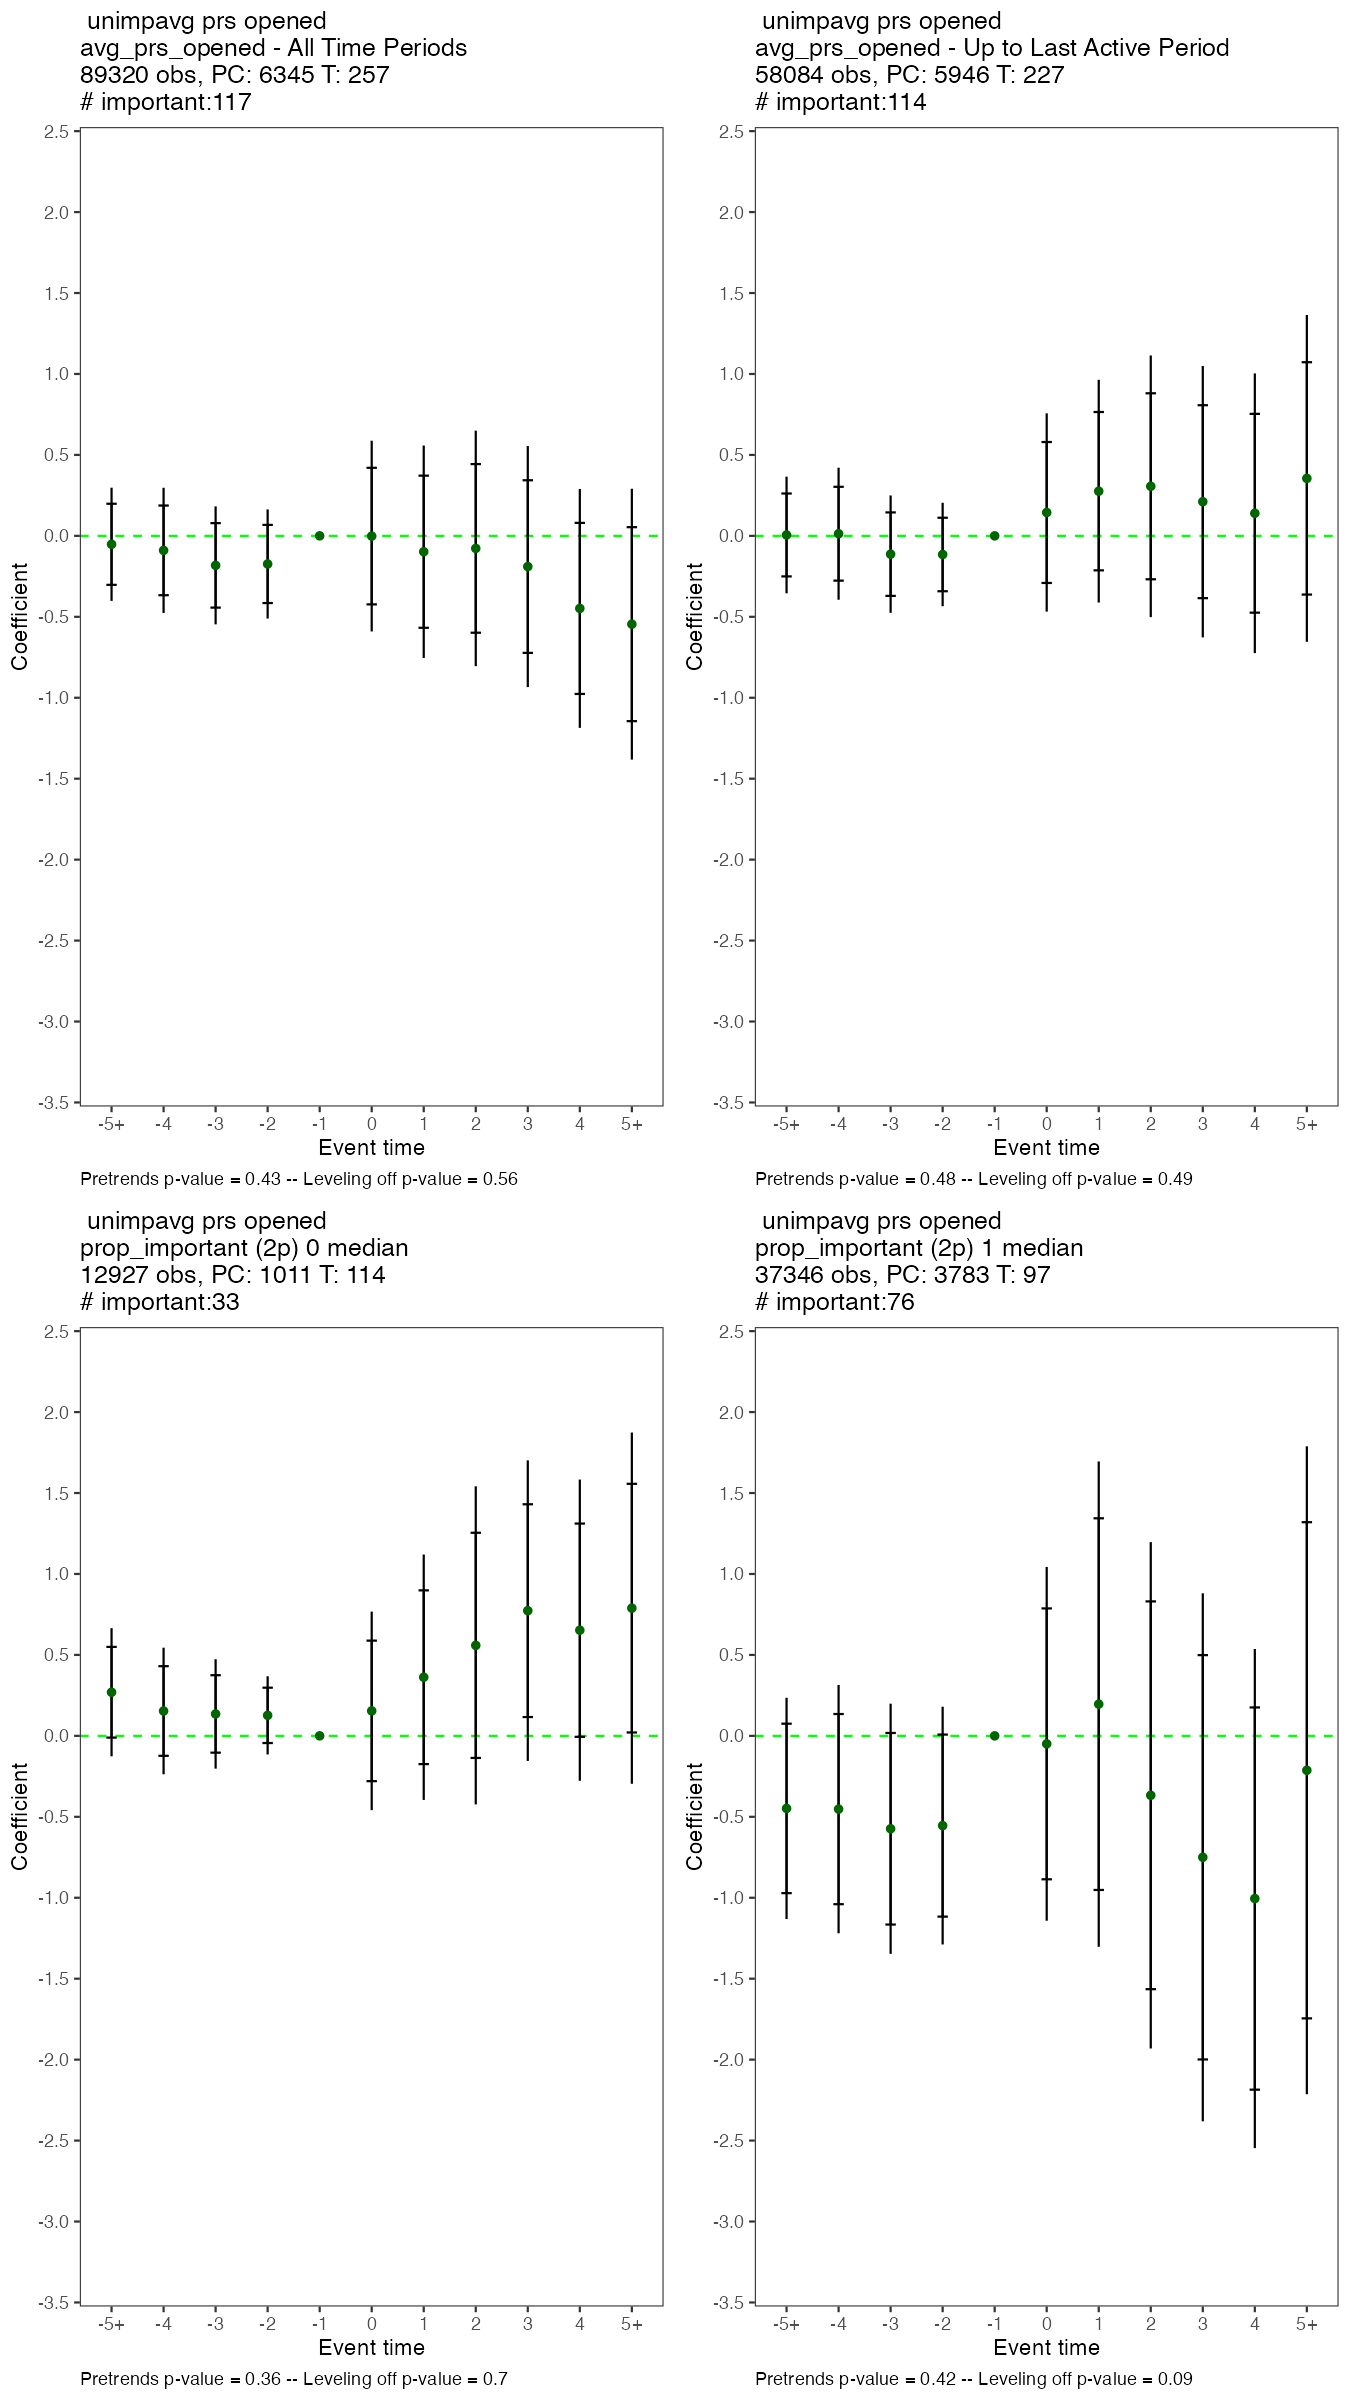 unimpavg prs opened
avg_prs_opened - All Time Periods
89320 obs, PC: 6345 T: 257
# important:117
2.5
2.0
1.5
1.0
0.5
0.0
-0.5
-1.0
-1.5
-2.0
-2.5
-3.0
-3.5
Coefficient
-5+ -4 -3 -2 -1 0 1 2 3 4 5+
Event time
Pretrends p-value = 0.43 -- Leveling off p-value = 0.56
unimpavg prs opened
avg_prs_opened - Up to Last Active Period
58084 obs, PC: 5946 T: 227
# important:114
2.5
2.0
1.5
1.0
0.5
0.0
-0.5
-1.0
-1.5
-2.0
-2.5
-3.0
-3.5
Coefficient
-5+ -4 -3 -2 -1 0 1 2 3 4 5+
Event time
Pretrends p-value = 0.48 -- Leveling off p-value = 0.49
unimpavg prs opened
prop_important (2p) 0 median
12927 obs, PC: 1011 T: 114
# important:33
2.5
2.0
1.5
1.0
0.5
0.0
-0.5
-1.0
-1.5
-2.0
-2.5
-3.0
-3.5
Coefficient
-5+ -4 -3 -2 -1 0 1 2 3 4 5+
Event time
Pretrends p-value = 0.36 -- Leveling off p-value = 0.7
unimpavg prs opened
prop_important (2p) 1 median
37346 obs, PC: 3783 T: 97
# important:76
2.5
2.0
1.5
1.0
0.5
0.0
-0.5
-1.0
-1.5
-2.0
-2.5
-3.0
-3.5
Coefficient
-5+ -4 -3 -2 -1 0 1 2 3 4 5+
Event time
Pretrends p-value = 0.42 -- Leveling off p-value = 0.09